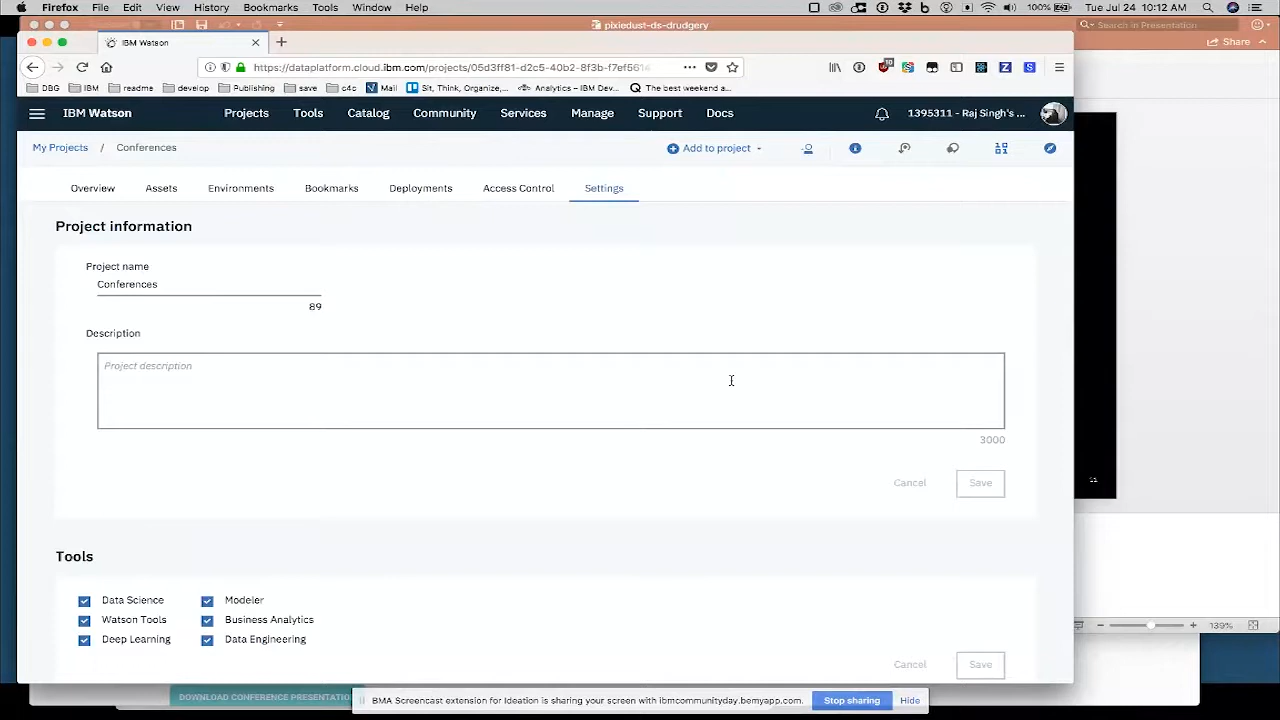 Firefox File Edit View History Bookmarks Tools Window Help 100% Tue Jul 24 10:12 AM
pixiedust-ds-drudgery Search in Presentation
IBM Watson Share
https://dataplatform.cloud.ibm.com/projects/05d3ff81-d2c5-40b2-8f3b-f7ef561
DBG IBM readme develop Publishing save c4c Mail Sit, Think, Organize,... Analytics – IBM Dev... The best weekend a...
IBM Watson Projects Tools Catalog Community Services Manage Support Docs 1395311 - Raj Singh's ...
My Projects / Conferences Add to project
Overview Assets Environments Bookmarks Deployments Access Control Settings
Project information
Project name
Conferences
89
Description
Project description
3000
Cancel Save
Tools
Data Science Modeler
Watson Tools Business Analytics
Deep Learning Data Engineering
139%
Cancel Save
DOWNLOAD CONFERENCE PRESENTATIO
BMA Screencast extension for Ideation is sharing your screen with ibmcommunityday.bemyapp.com. Stop sharing Hide